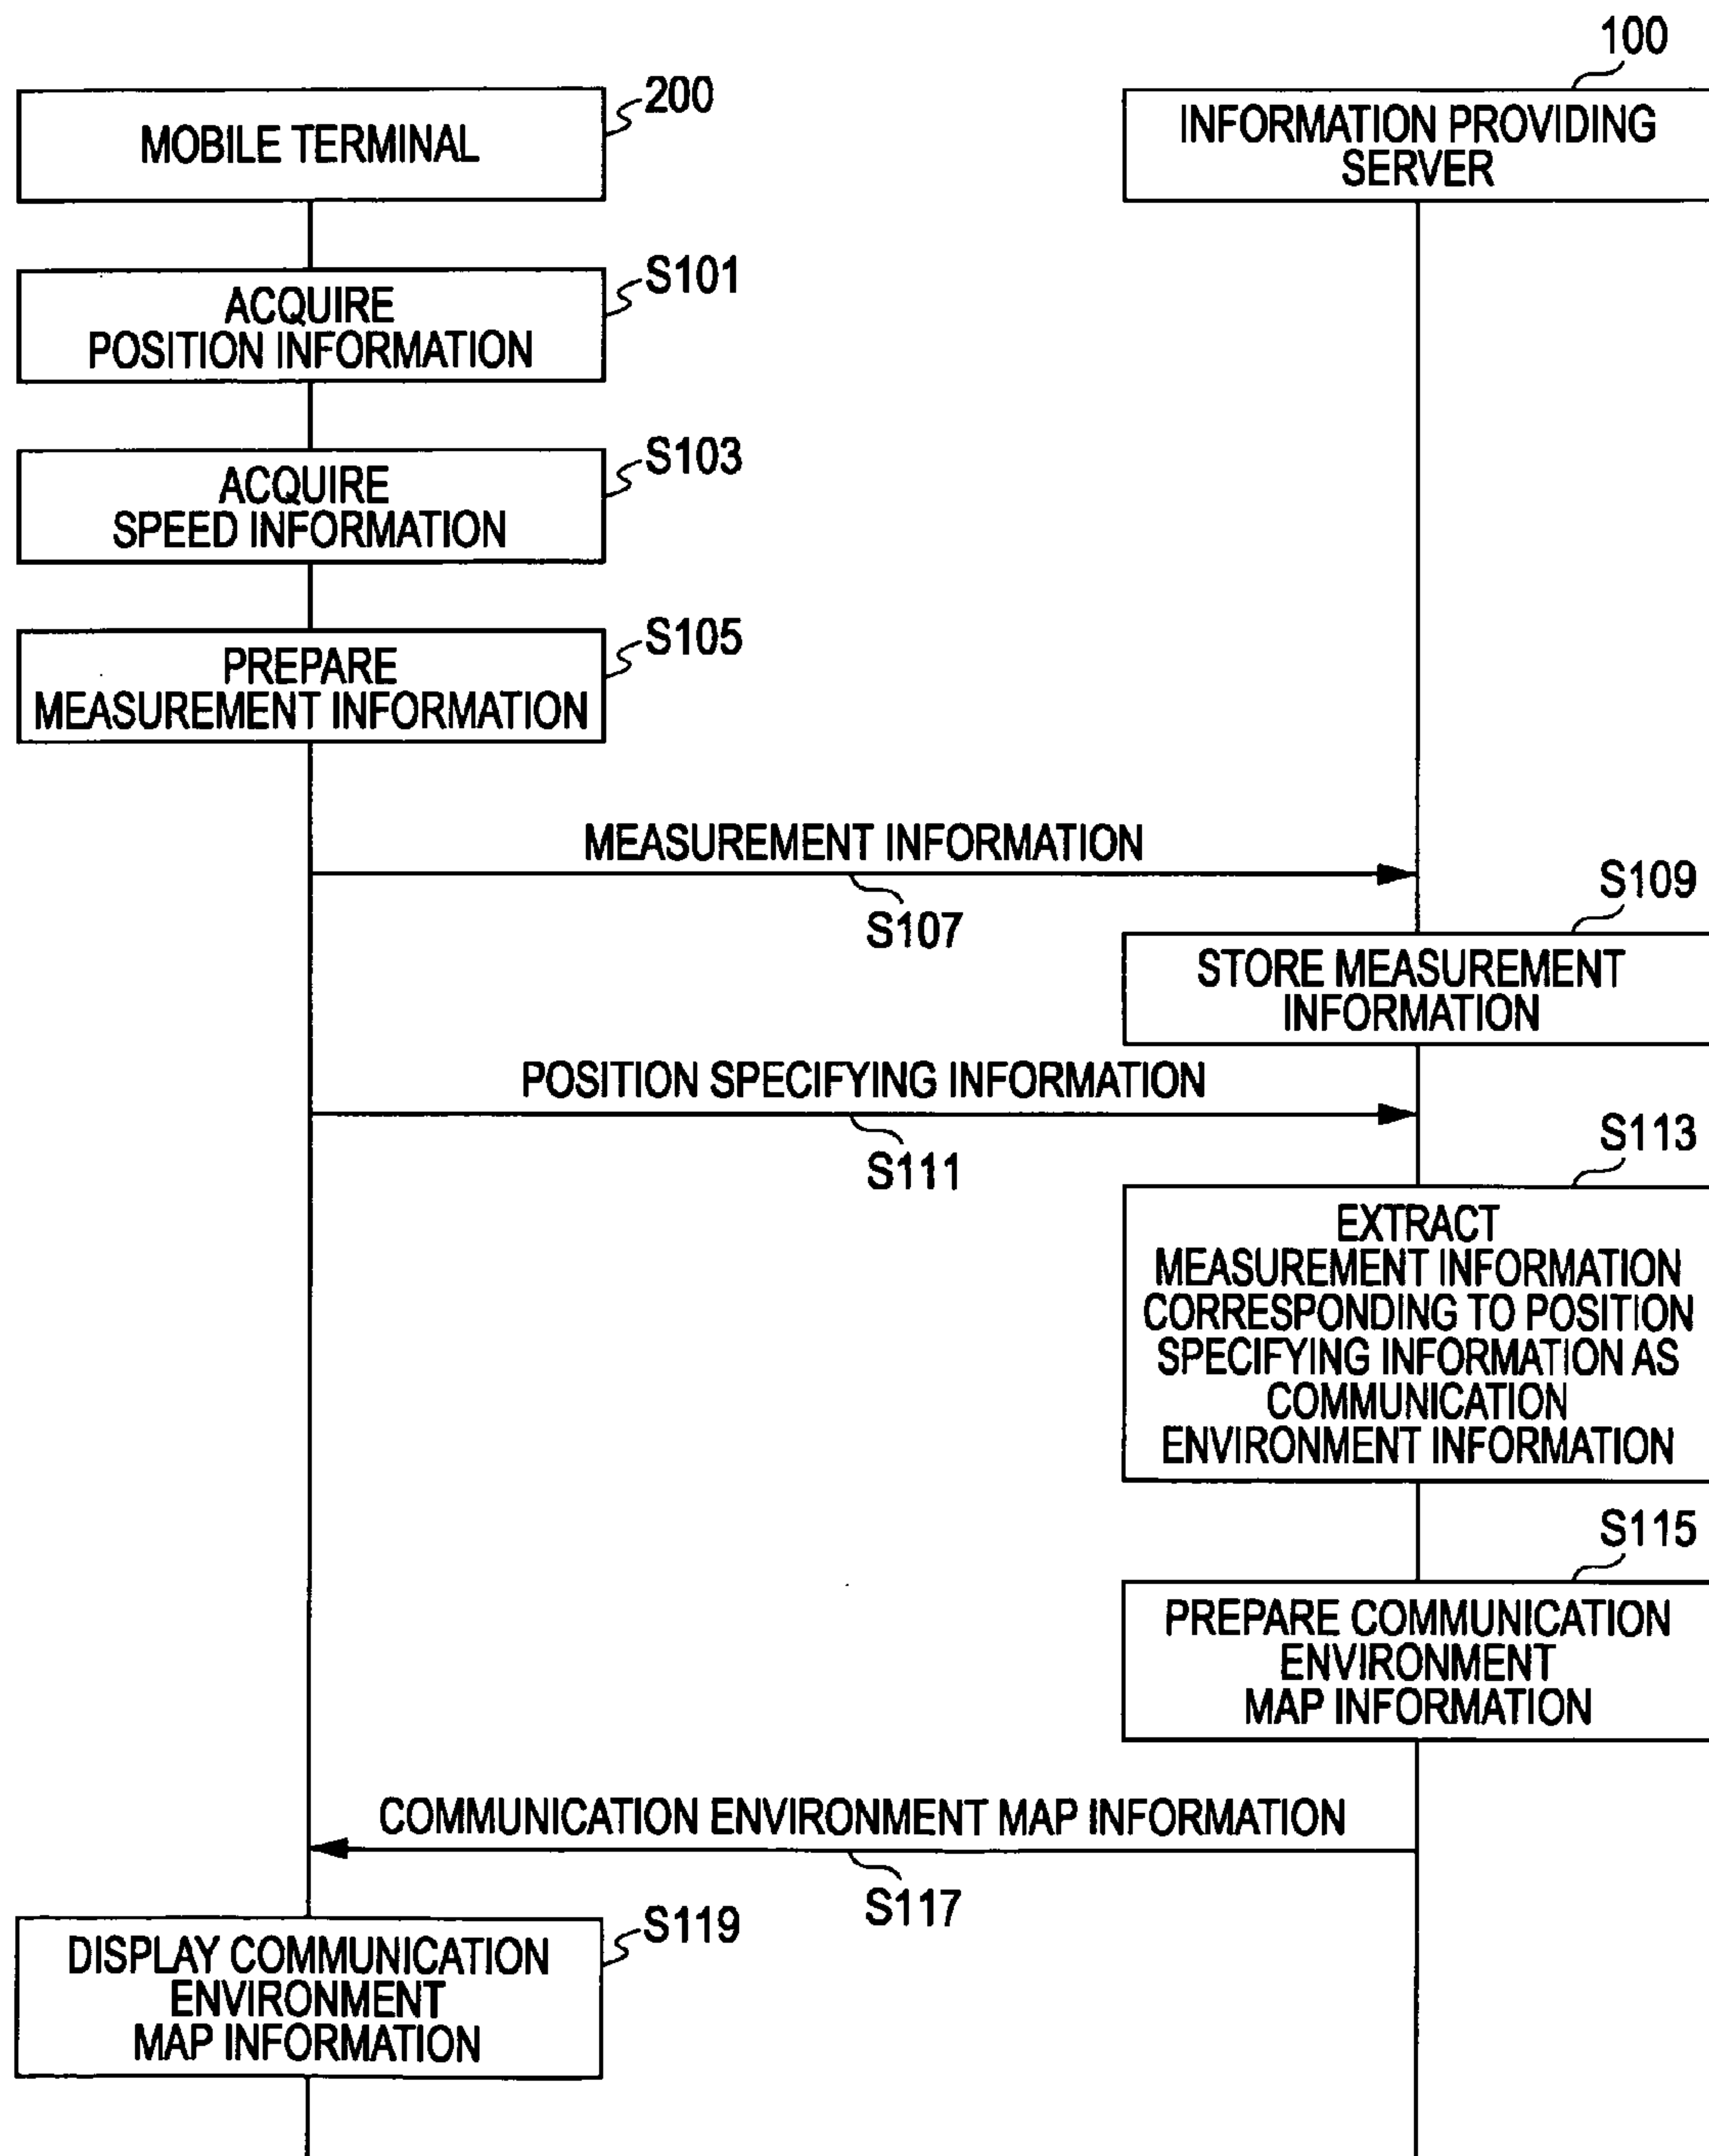 100
200
MOBILE TERMINAL
INFORMATION PROVIDING
SERVER
S101
ACQUIRE
POSITION INFORMATION
S103
ACQUIRE
SPEED INFORMATION
S105
PREPARE
MEASUREMENT INFORMATION
MEASUREMENT INFORMATION
S107
S109
STORE MEASUREMENT
INFORMATION
POSITION SPECIFYING INFORMATION
S111
S113
EXTRACT
MEASUREMENT INFORMATION
CORRESPONDING TO POSITION
SPECIFYING INFORMATION AS
COMMUNICATION
ENVIRONMENT INFORMATION
S115
PREPARE COMMUNICATION
ENVIRONMENT
MAP INFORMATION
COMMUNICATION ENVIRONMENT MAP INFORMATION
S117
S119
DISPLAY COMMUNICATION
ENVIRONMENT
MAP INFORMATION